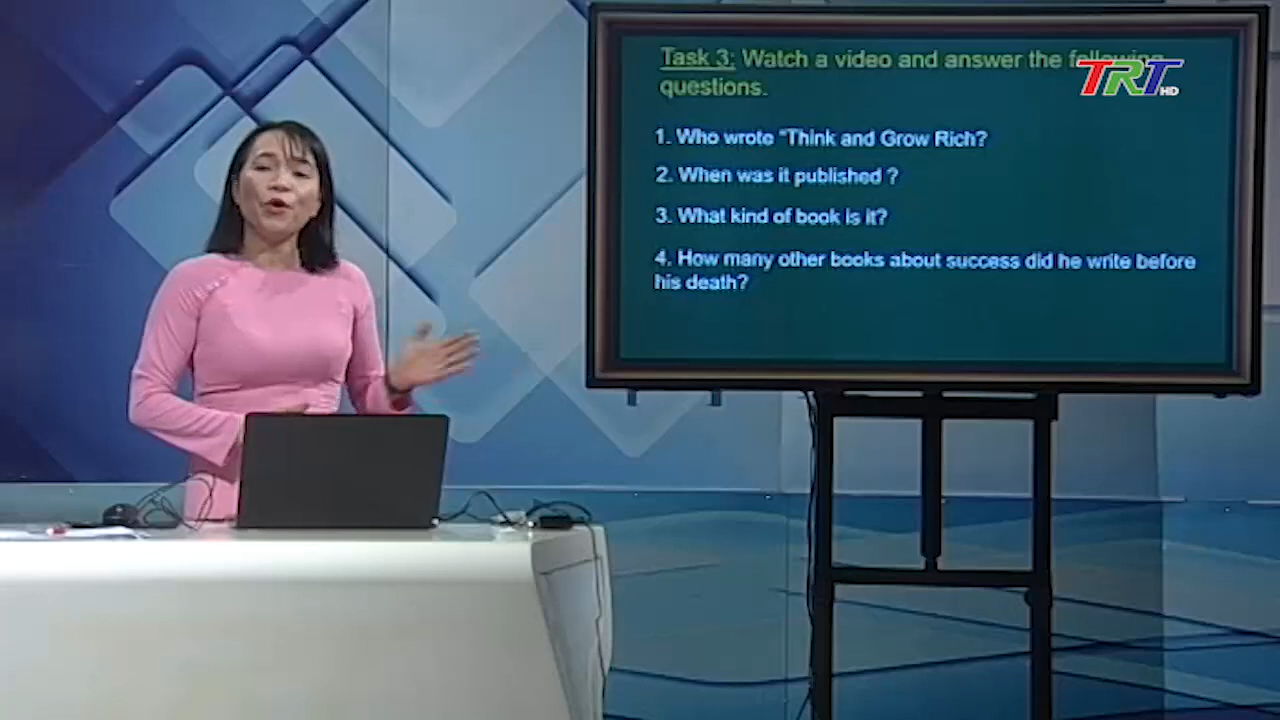 Task 3: Watch a video and answer the following
questions.
TRT HD
1. Who wrote "Think and Grow Rich?
2. When was it published ?
3. What kind of book is it?
4. How many other books about success did he write before
his death?